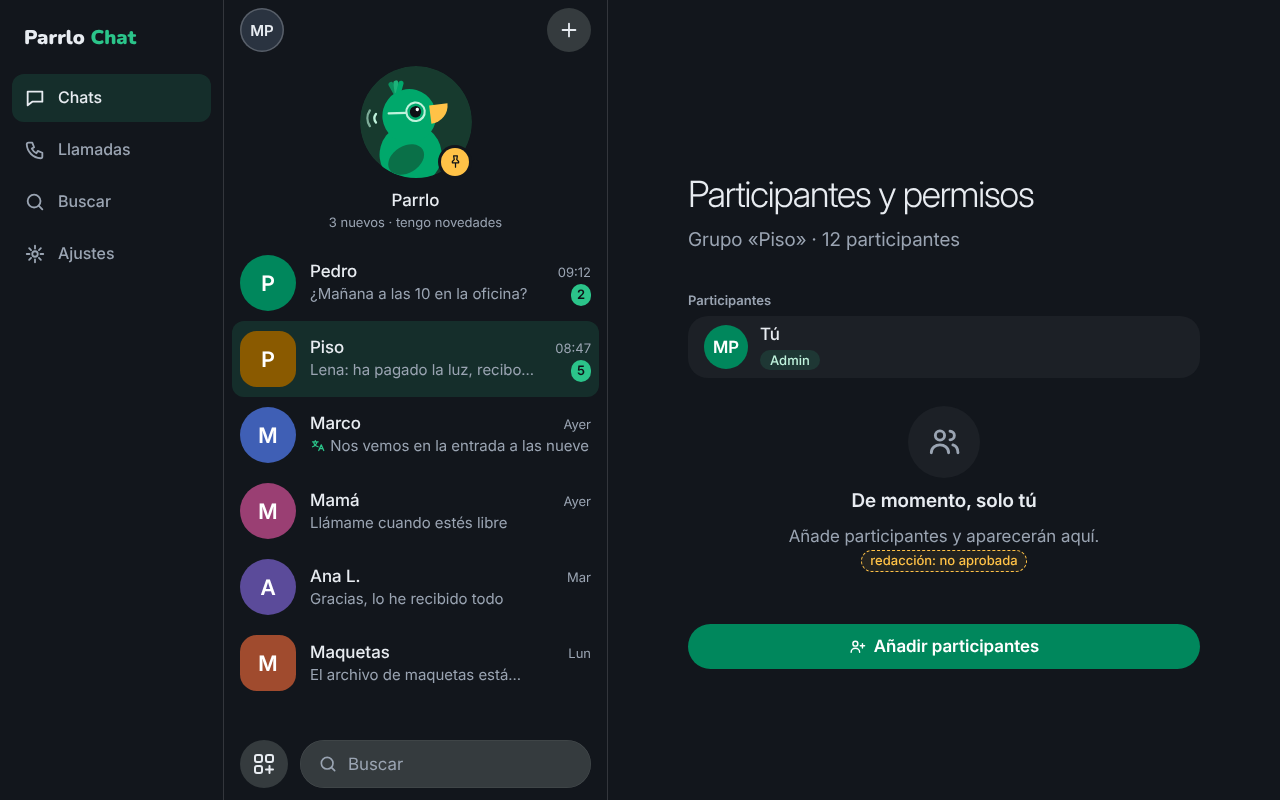 Parrlo Chat
Chats
Llamadas
Buscar
Ajustes
MP
Parrlo
3 nuevos · tengo novedades
P
Pedro
09:12
¿Mañana a las 10 en la oficina?
2
P
Piso
08:47
Lena: ha pagado la luz, recibo...
5
M
Marco
Ayer
Nos vemos en la entrada a las nueve
M
Mamá
Ayer
Llámame cuando estés libre
A
Ana L.
Mar
Gracias, lo he recibido todo
M
Maquetas
Lun
El archivo de maquetas está...
Buscar
Participantes y permisos
Grupo «Piso» · 12 participantes
Participantes
MP
Tú
Admin
De momento, solo tú
Añade participantes y aparecerán aquí.
redacción: no aprobada
Añadir participantes